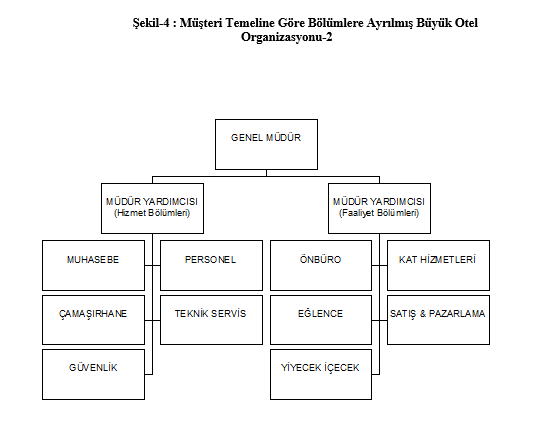 Şekil-4 : Müşteri Temeline Göre Bölümlere Ayrılmış Büyük Otel
Organizasyonu-2
GENEL MÜDÜR
MÜDÜR YARDIMCISI
(Hizmet Bölümleri)
MÜDÜR YARDIMCISI
(Faaliyet Bölümleri)
MUHASEBE
PERSONEL
ÖNBÜRO
KAT HİZMETLERİ
ÇAMAŞIRHANE
TEKNİK SERVİS
EĞLENCE
SATIŞ & PAZARLAMA
GÜVENLİK
YİYECEK İÇECEK